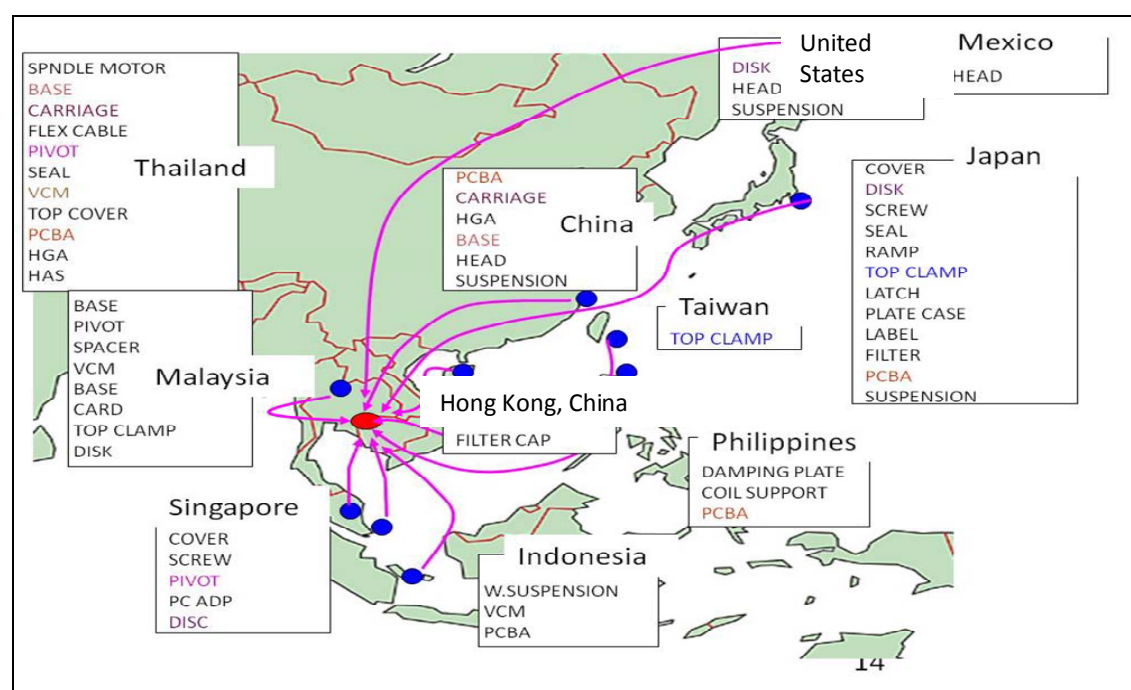 United
States
Mexico
DISK
HEAD
SUSPENSION
HEAD
SPNDLE MOTOR
BASE
CARRIAGE
FLEX CABLE
PIVOT
SEAL
VCM
TOP COVER
PCBA
HGA
HAS
Thailand
PCBA
CARRIAGE
HGA
BASE
HEAD
SUSPENSION
China
Japan
COVER
DISK
SCREW
SEAL
RAMP
TOP CLAMP
LATCH
PLATE CASE
LABEL
FILTER
PCBA
SUSPENSION
Taiwan
TOP CLAMP
BASE
PIVOT
SPACER
VCM
BASE
CARD
TOP CLAMP
DISK
Malaysia
Hong Kong, China
FILTER CAP
Philippines
DAMPING PLATE
COIL SUPPORT
PCBA
Singapore
COVER
SCREW
PIVOT
PC ADP
DISC
Indonesia
W.SUSPENSION
VCM
PCBA
14